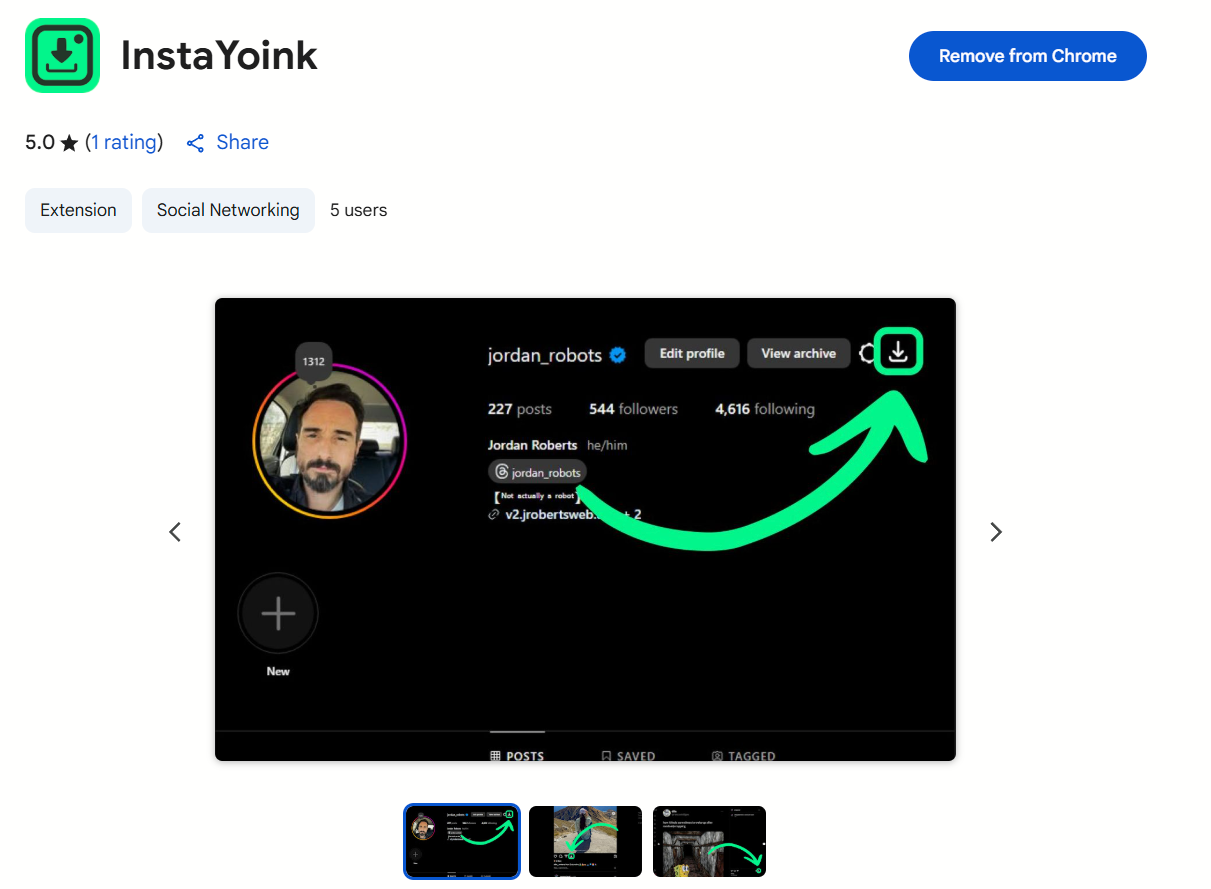 InstaYoink
Remove from Chrome
5.0 ★ (1 rating) Share
Extension Social Networking 5 users
1312
jordan_robots Edit profile View archive
227 posts 544 followers 4,616 following
Jordan Roberts he/him
jordan_robots
【Not actually a robot】
v2.jrobertsweb. + 2
New
POSTS SAVED TAGGED